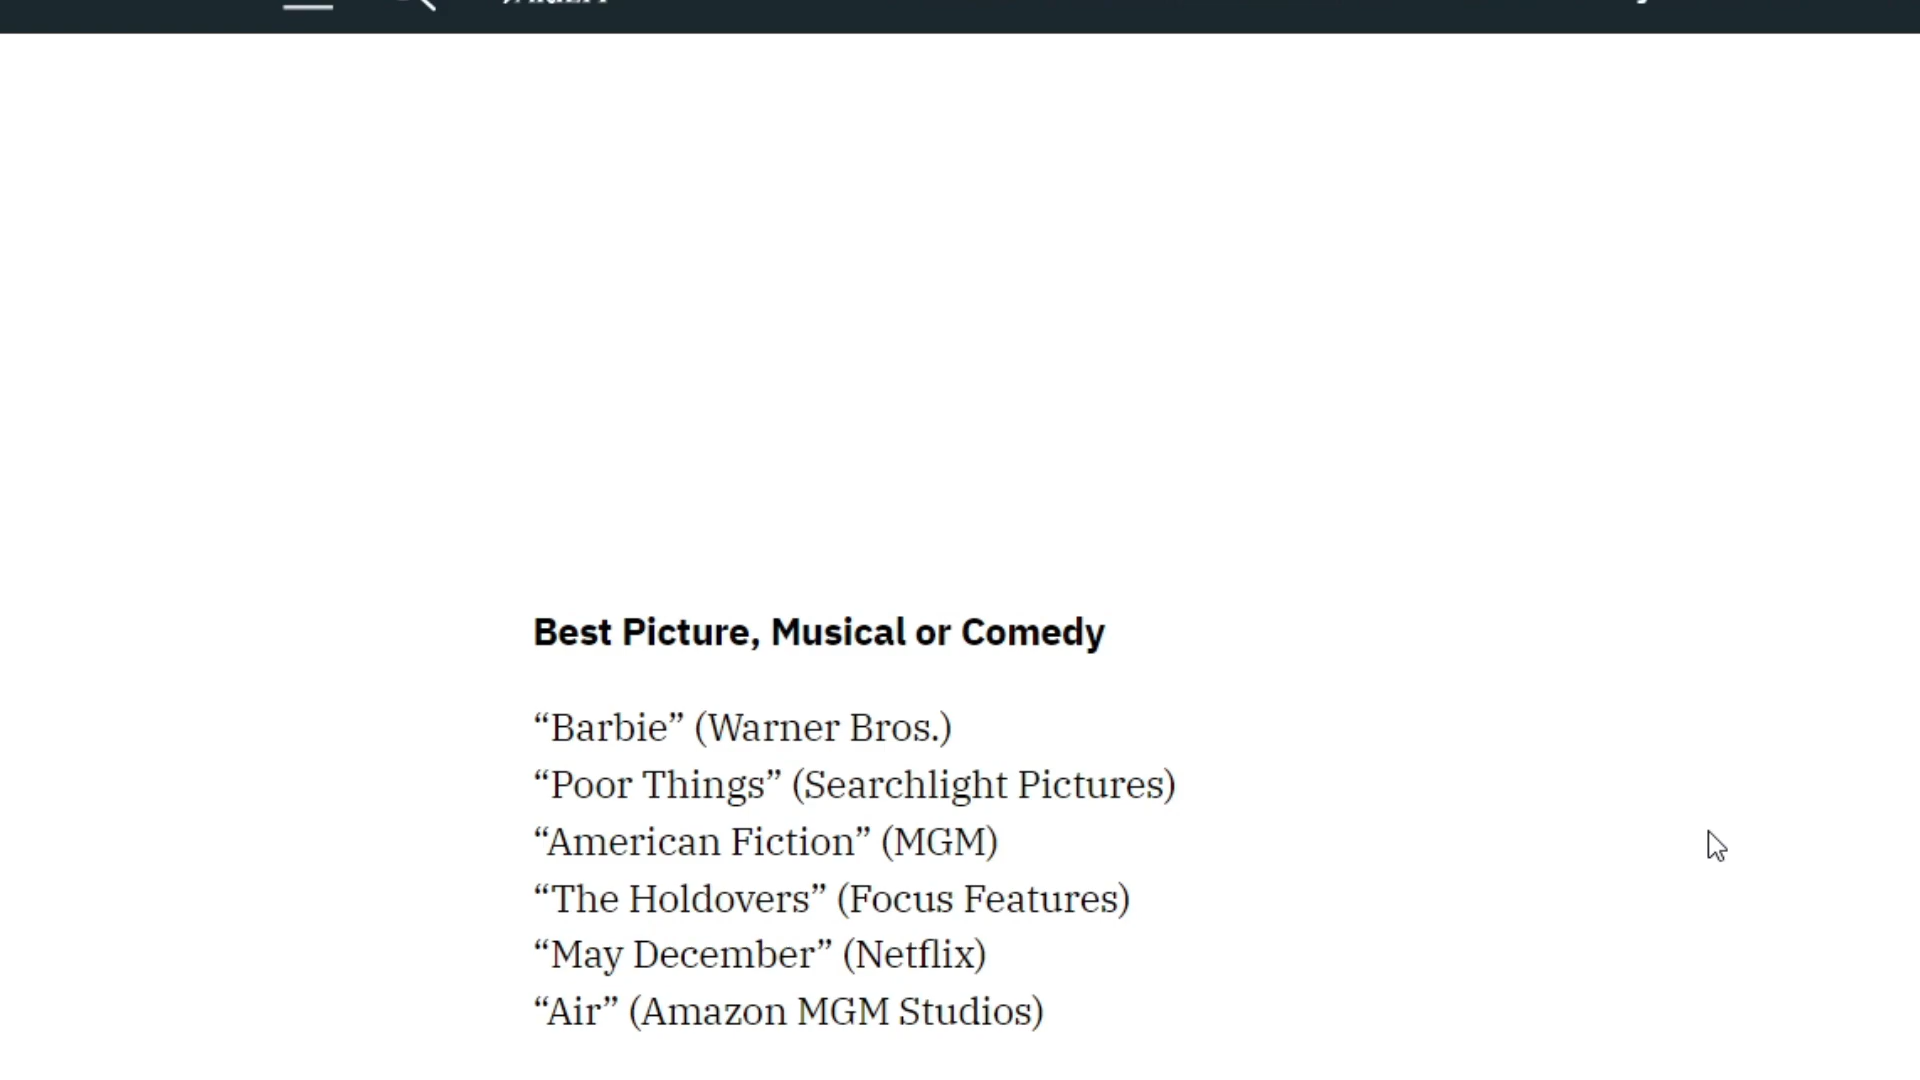 Best Picture, Musical or Comedy
“Barbie” (Warner Bros.)
“Poor Things” (Searchlight Pictures)
“American Fiction” (MGM)
“The Holdovers” (Focus Features)
“May December” (Netflix)
“Air” (Amazon MGM Studios)